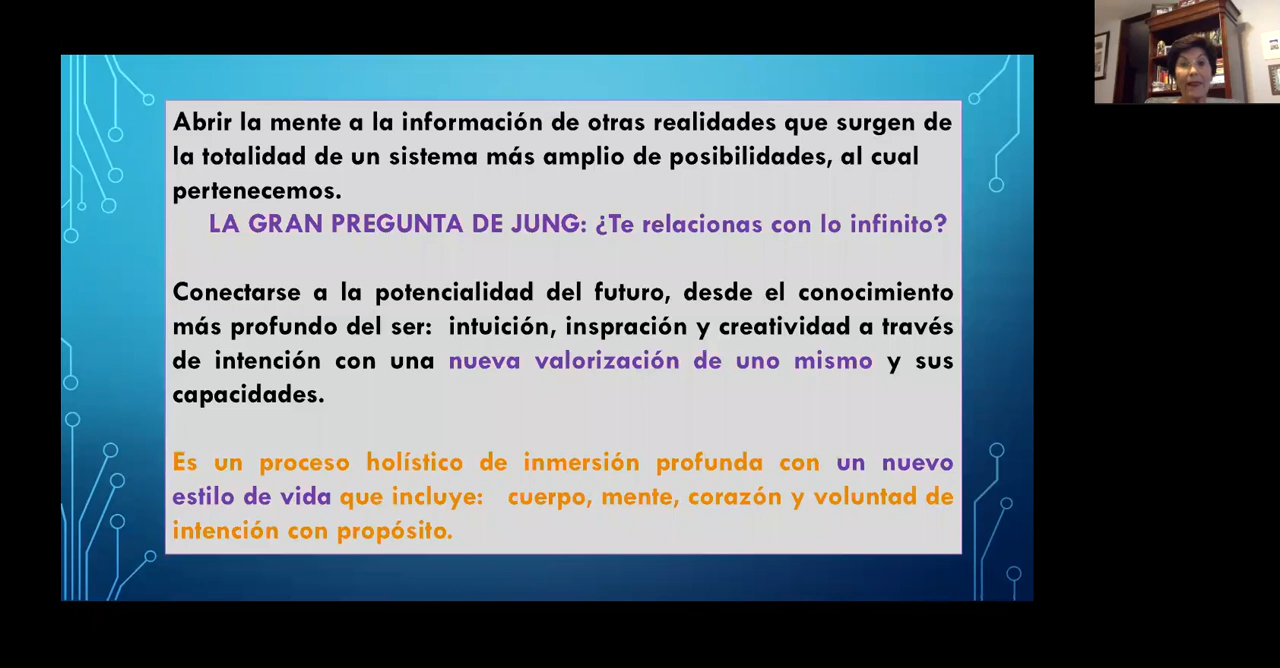 Abrir la mente a la información de otras realidades que surgen de
la totalidad de un sistema más amplio de posibilidades, al cual
pertenecemos.
LA GRAN PREGUNTA DE JUNG: ¿Te relacionas con lo infinito?
Conectarse a la potencialidad del futuro, desde el conocimiento
más profundo del ser: intuición, inspración y creatividad a través
de intención con una nueva valorización de uno mismo y sus
capacidades.
Es un proceso holístico de inmersión profunda con un nuevo
estilo de vida que incluye: cuerpo, mente, corazón y voluntad de
intención con propósito.